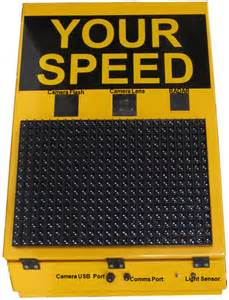 YOUR
SPEED
Camera Flash Camera Lens RADAR
Camera USB Port Comms Port Light Sensor